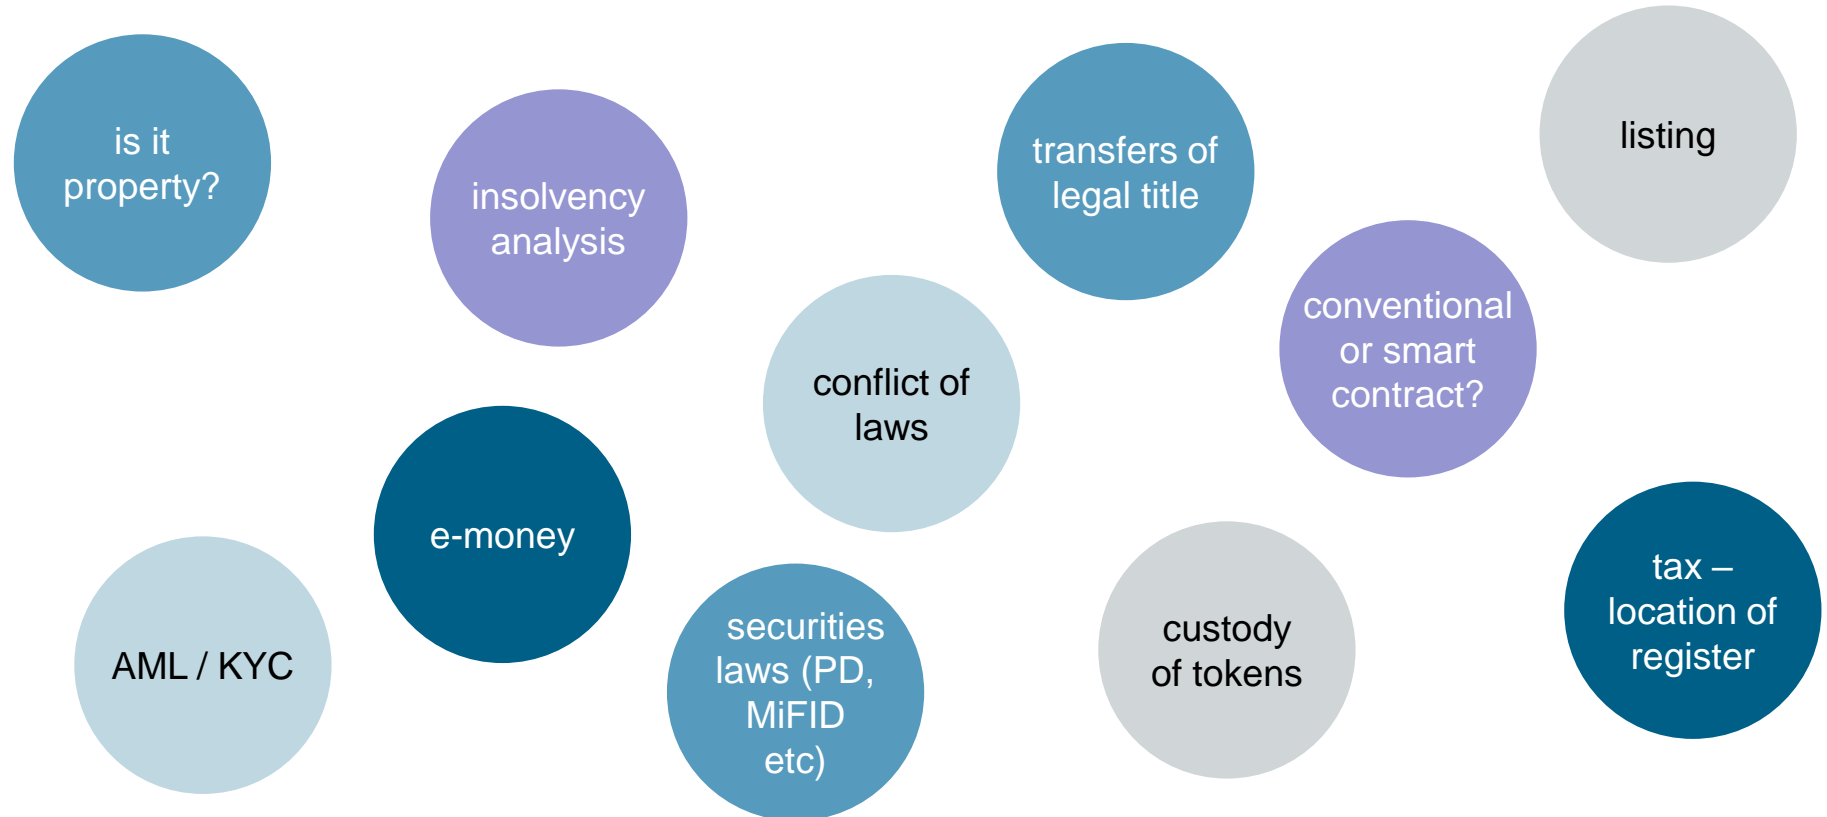 is it
property?
insolvency
analysis
transfers of
legal title
listing
conflict of
laws
conventional
or smart
contract?
e-money
AML / KYC
securities
laws (PD,
MiFID
etc)
custody
of tokens
tax –
location of
register